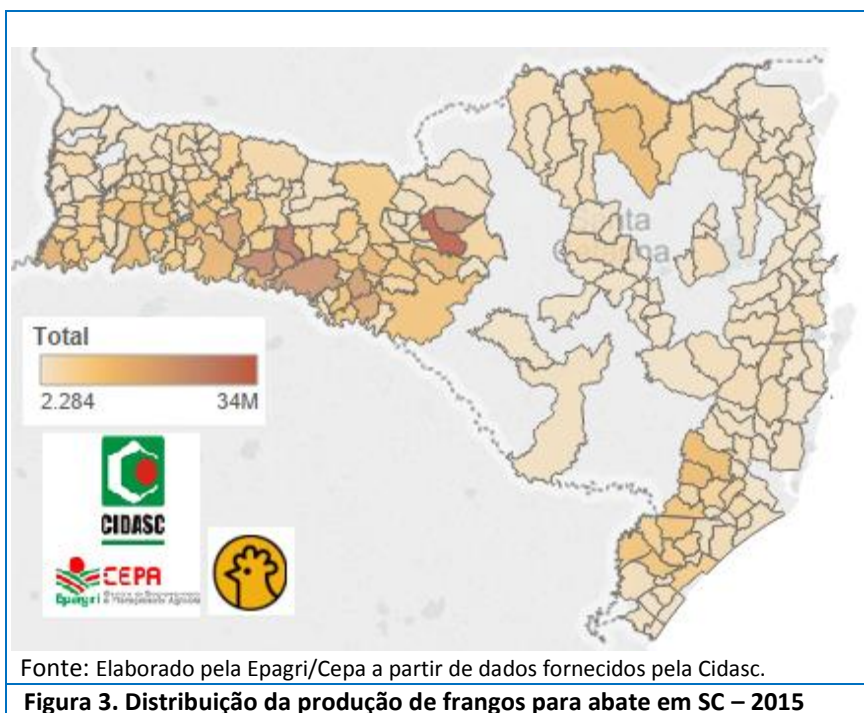 Santa
Total
2.284 34M
CIDASC
CEPA
Epagri
Fonte: Elaborado pela Epagri/Cepa a partir de dados fornecidos pela Cidasc.
Figura 3. Distribuição da produção de frangos para abate em SC – 2015